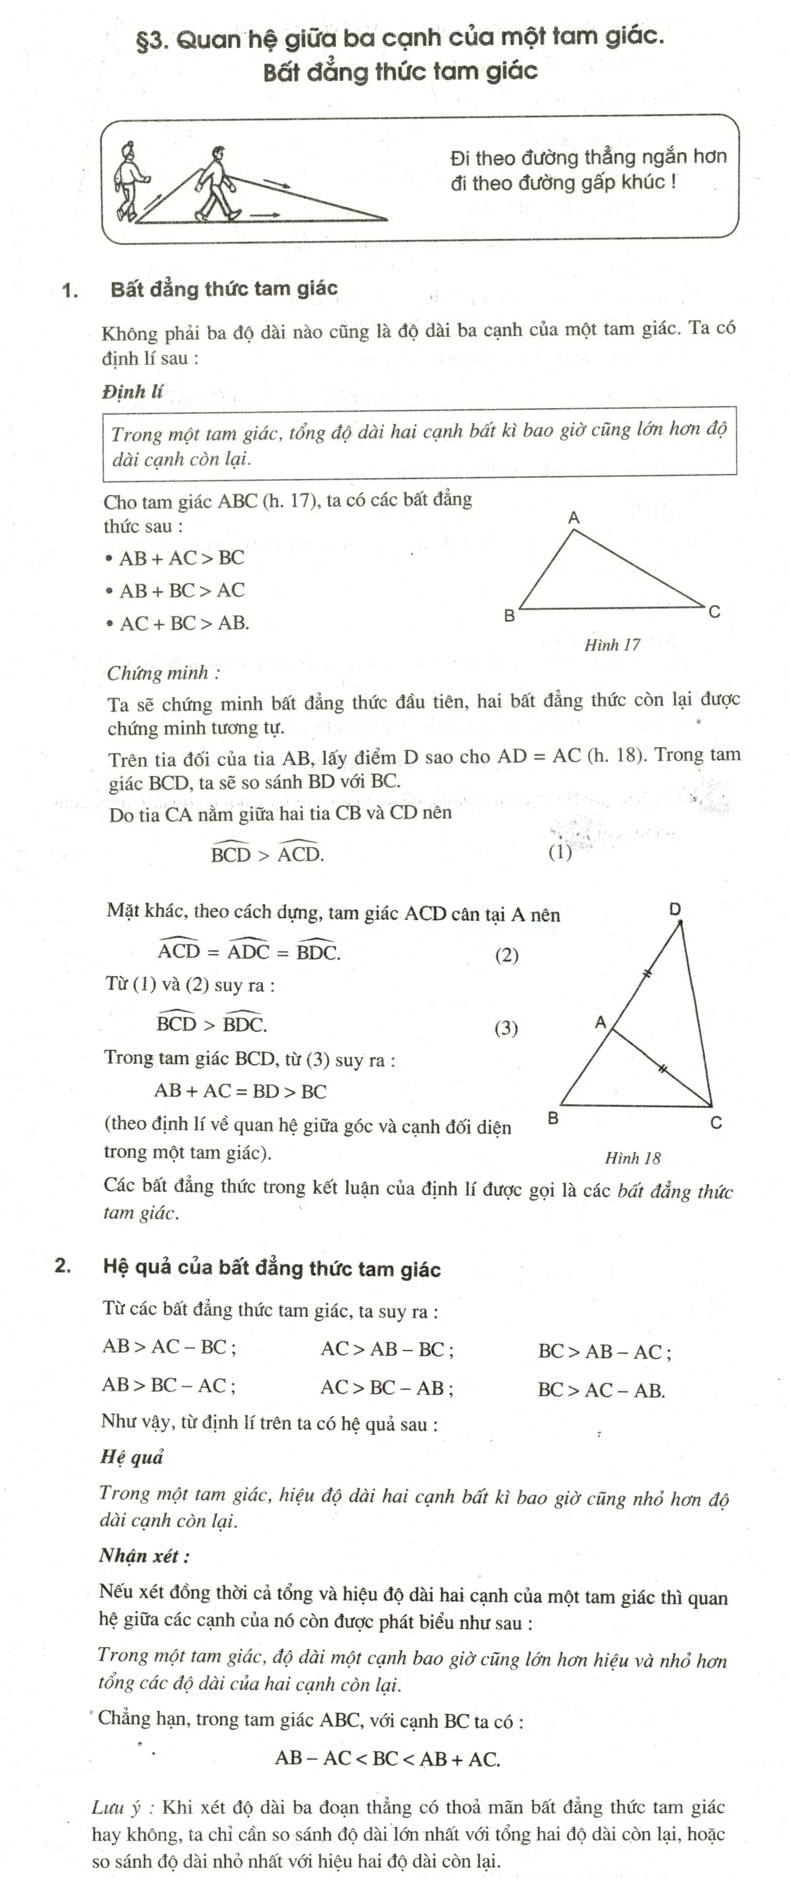 §3. Quan hệ giữa ba cạnh của một tam giác.
Bất đẳng thức tam giác
Đi theo đường thẳng ngắn hơn
đi theo đường gấp khúc !
1. Bất đẳng thức tam giác
Không phải ba độ dài nào cũng là độ dài ba cạnh của một tam giác. Ta có
định lí sau :
Định lí
Trong một tam giác, tổng độ dài hai cạnh bất kì bao giờ cũng lớn hơn độ
dài cạnh còn lại.
Cho tam giác ABC (h. 17), ta có các bất đẳng
thức sau :
• AB + AC > BC
• AB + BC > AC
• AC + BC > AB.
A
B
C
Hình 17
Chứng minh :
Ta sẽ chứng minh bất đẳng thức đầu tiên, hai bất đẳng thức còn lại được
chứng minh tương tự.
Trên tia đối của tia AB, lấy điểm D sao cho AD = AC (h. 18). Trong tam
giác BCD, ta sẽ so sánh BD với BC.
Do tia CA nằm giữa hai tia CB và CD nên
BCD > ACD. (1)
Mặt khác, theo cách dựng, tam giác ACD cân tại A nên
ACD = ADC = BDC. (2)
Từ (1) và (2) suy ra :
BCD > BDC. (3)
Trong tam giác BCD, từ (3) suy ra :
AB + AC = BD > BC
(theo định lí về quan hệ giữa góc và cạnh đối diện
trong một tam giác).
D
A
B
C
Hình 18
Các bất đẳng thức trong kết luận của định lí được gọi là các bất đẳng thức
tam giác.
2. Hệ quả của bất đẳng thức tam giác
Từ các bất đẳng thức tam giác, ta suy ra :
AB > AC − BC ; AC > AB − BC ; BC > AB − AC ;
AB > BC − AC ; AC > BC − AB ; BC > AC − AB.
Như vậy, từ định lí trên ta có hệ quả sau :
Hệ quả
Trong một tam giác, hiệu độ dài hai cạnh bất kì bao giờ cũng nhỏ hơn độ
dài cạnh còn lại.
Nhận xét :
Nếu xét đồng thời cả tổng và hiệu độ dài hai cạnh của một tam giác thì quan
hệ giữa các cạnh của nó còn được phát biểu như sau :
Trong một tam giác, độ dài một cạnh bao giờ cũng lớn hơn hiệu và nhỏ hơn
tổng các độ dài của hai cạnh còn lại.
Chẳng hạn, trong tam giác ABC, với cạnh BC ta có :
AB − AC < BC < AB + AC.
Lưu ý : Khi xét độ dài ba đoạn thẳng có thoả mãn bất đẳng thức tam giác
hay không, ta chỉ cần so sánh độ dài lớn nhất với tổng hai độ dài còn lại, hoặc
so sánh độ dài nhỏ nhất với hiệu hai độ dài còn lại.